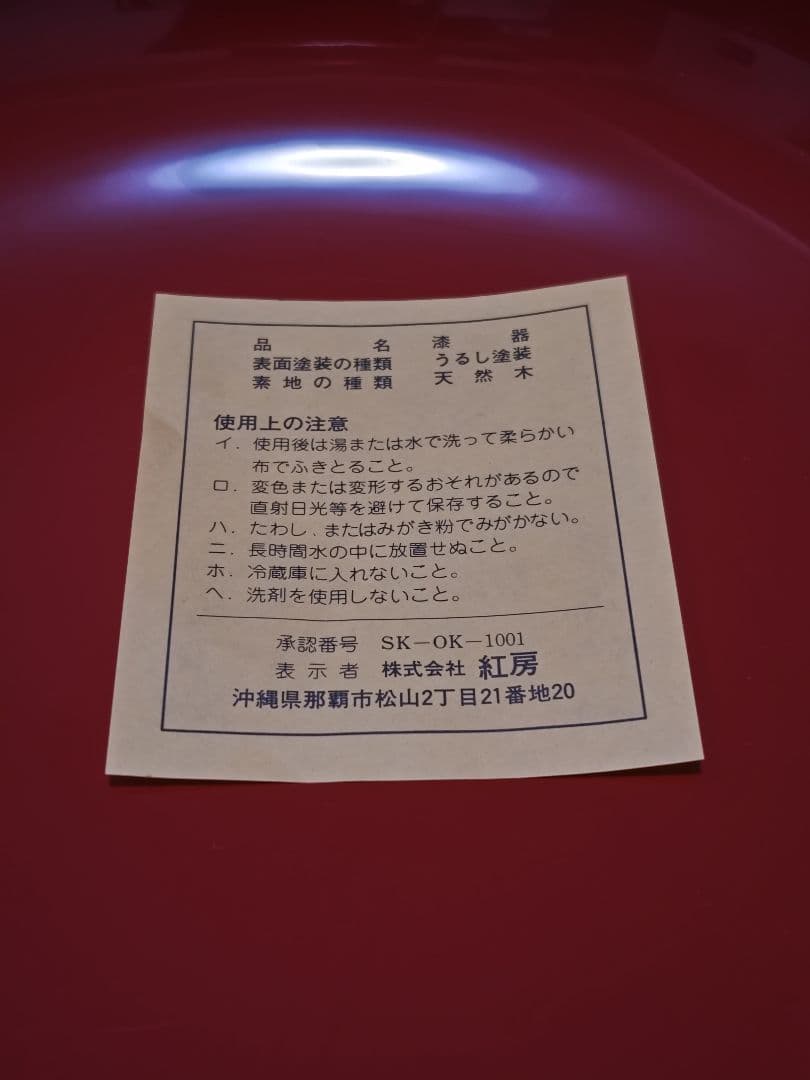 品名 漆器
表面塗装の種類 うるし塗装
素地の種類 天然木
使用上の注意
イ．使用後は湯または水で洗って柔らかい
布でふきとること。
ロ．変色または変形するおそれがあるので
直射日光等を避けて保存すること。
ハ．たわし、またはみがき粉でみがかない。
ニ．長時間水の中に放置せぬこと。
ホ．冷蔵庫に入れないこと。
ヘ．洗剤を使用しないこと。
承認番号 SK－OK－1001
表示者 株式会社 紅房
沖縄県那覇市松山2丁目21番地20